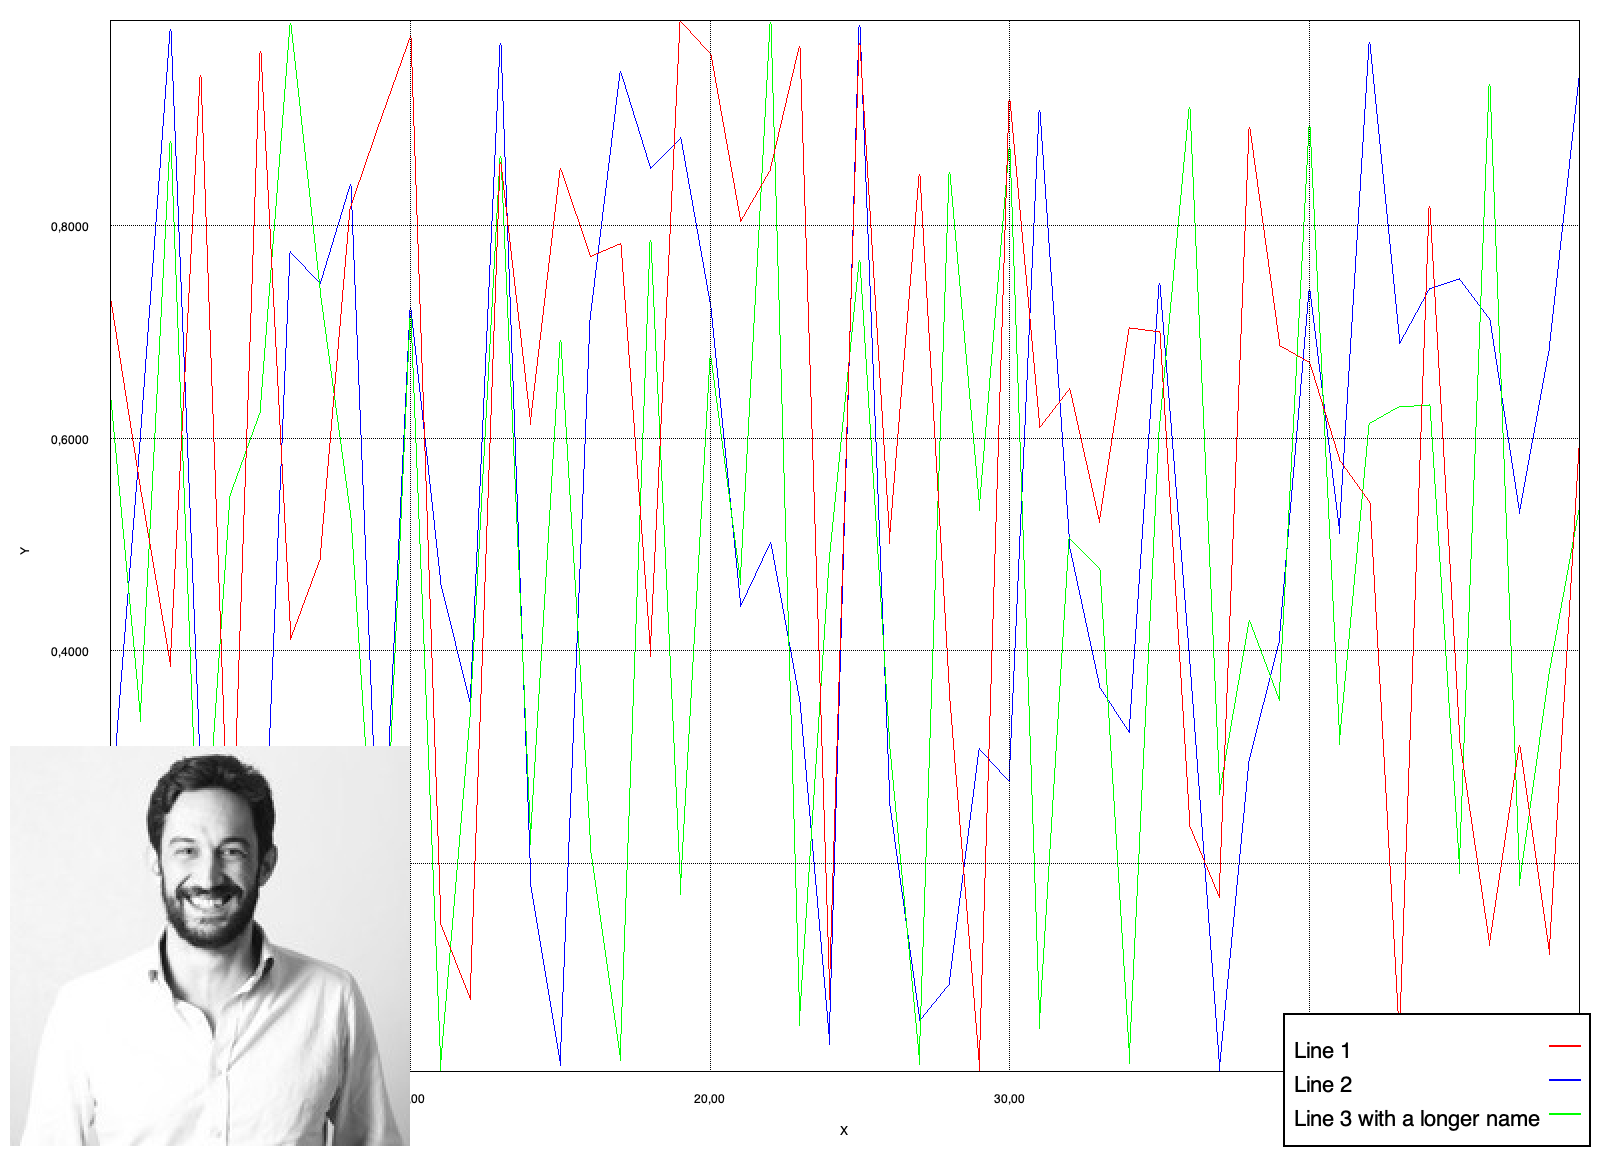 0,8000
0,6000
Y
0,4000
,00
20,00
30,00
X
Line 1
Line 2
Line 3 with a longer name